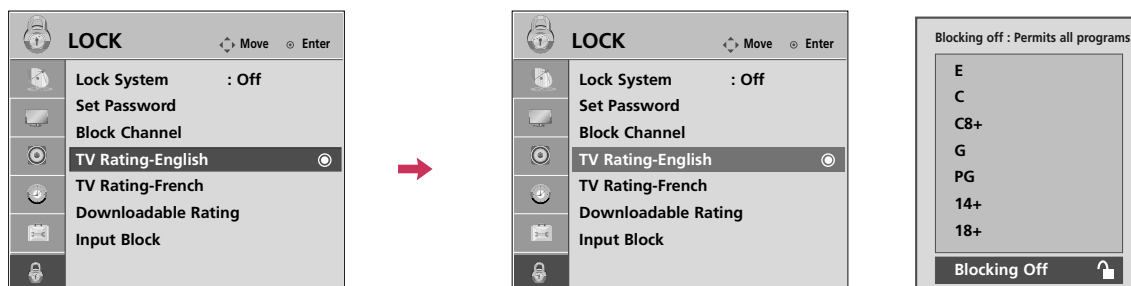 LOCK Move Enter
Lock System : Off
Set Password
Block Channel
TV Rating-English
TV Rating-French
Downloadable Rating
Input Block
LOCK Move Enter
Lock System : Off
Set Password
Block Channel
TV Rating-English
TV Rating-French
Downloadable Rating
Input Block
Blocking off : Permits all programs
E
C
C8+
G
PG
14+
18+
Blocking Off